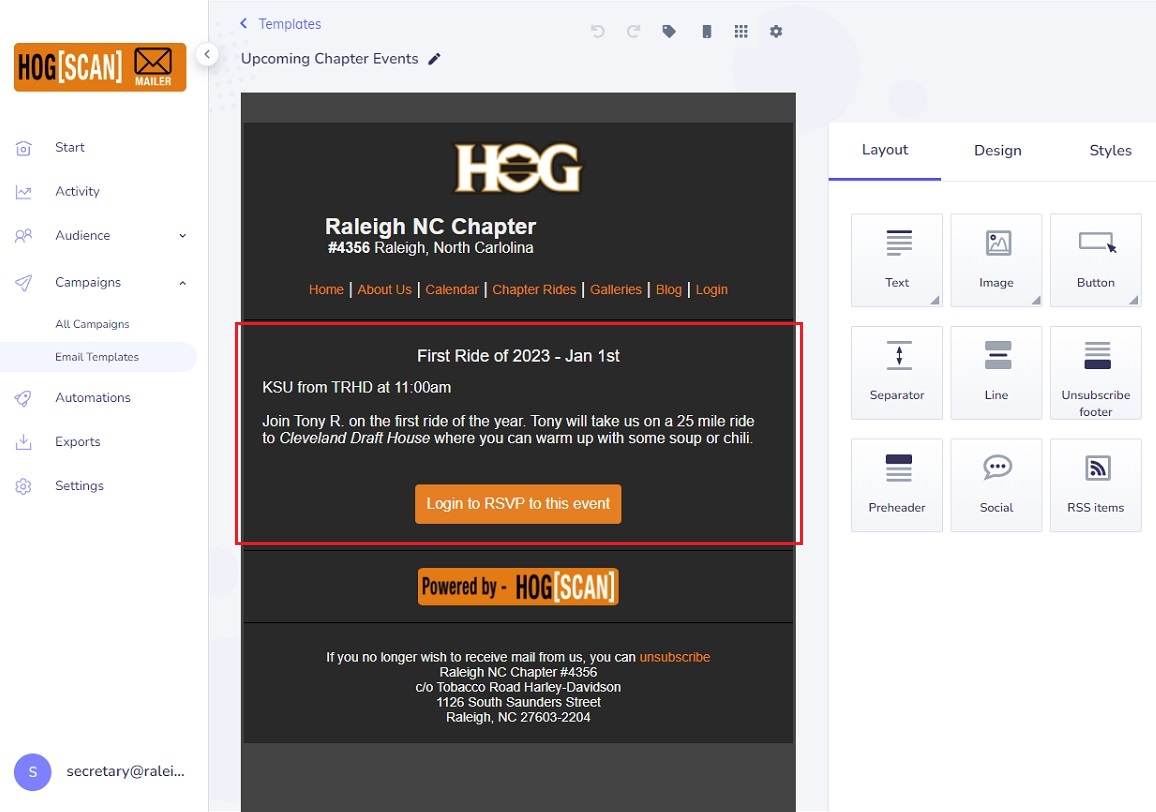 HOG[SCAN] MAILER
Start
Activity
Audience
Campaigns
All Campaigns
Email Templates
Automations
Exports
Settings
S
secretary@ralei...
Templates
Upcoming Chapter Events
HOG
Raleigh NC Chapter
#4356 Raleigh, North Carlolina
Home | About Us | Calendar | Chapter Rides | Galleries | Blog | Login
First Ride of 2023 - Jan 1st
KSU from TRHD at 11:00am
Join Tony R. on the first ride of the year. Tony will take us on a 25 mile ride
to Cleveland Draft House where you can warm up with some soup or chili.
Login to RSVP to this event
Powered by - HOG[SCAN]
If you no longer wish to receive mail from us, you can unsubscribe
Raleigh NC Chapter #4356
c/o Tobacco Road Harley-Davidson
1126 South Saunders Street
Raleigh, NC 27603-2204
Layout Design Styles
Text Image Button
Separator Line Unsubscribe
footer
Preheader Social RSS items